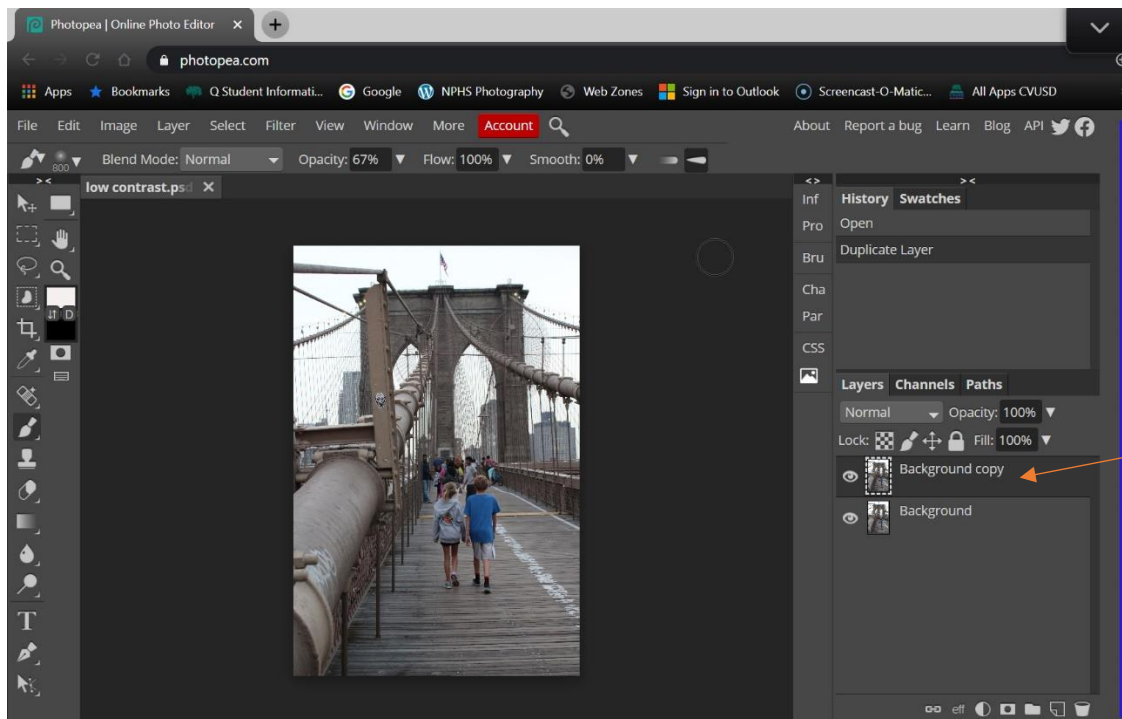 Photopea | Online Photo Editor
photopea.com
Apps Bookmarks Q Student Informati... Google NPHS Photography Web Zones Sign in to Outlook Screencast-O-Matic... All Apps CVUSD
File Edit Image Layer Select Filter View Window More Account About Report a bug Learn Blog API
800 Blend Mode: Normal Opacity: 67% Flow: 100% Smooth: 0%
low contrast.psd
Inf
Pro
Bru
Cha
Par
CSS
History Swatches
Open
Duplicate Layer
Layers Channels Paths
Normal Opacity: 100%
Lock: Fill: 100%
Background copy
Background
D
T
eff